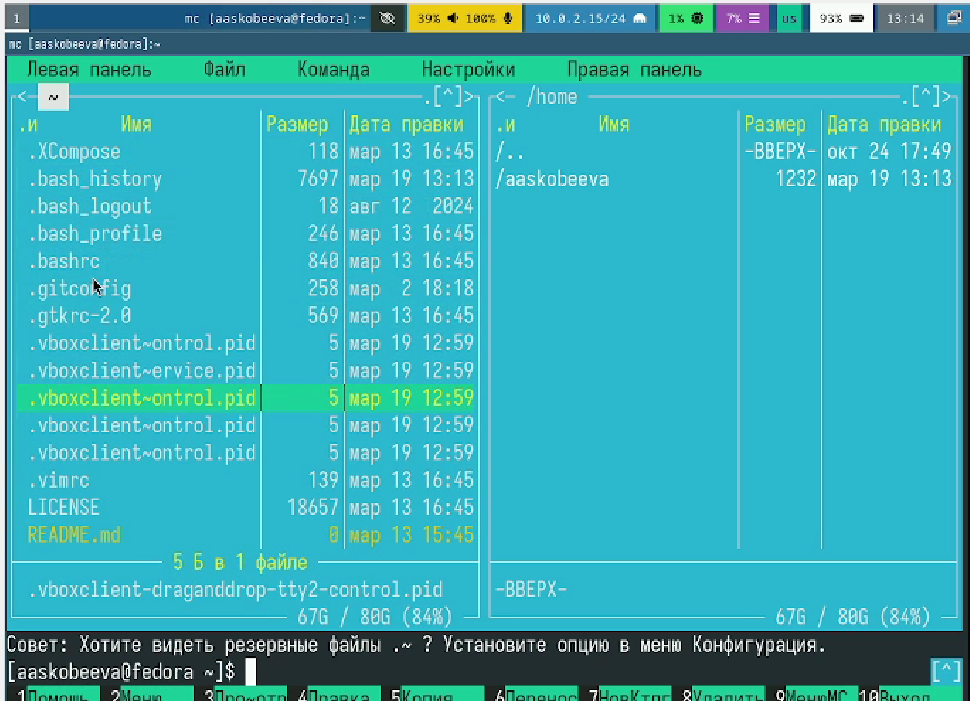 1 mc [aaskobeeva@fedora]:~ 39% 100% 10.0.2.15/24 1% 7% us 93% 13:14
mc [aaskobeeva@fedora]:~
Левая панель Файл Команда Настройки Правая панель
<- ~ .[^]> <- /home .[^]>
.и Имя Размер Дата правки .и Имя Размер Дата правки
.XCompose 118 мар 13 16:45 /.. -ВВЕРХ- окт 24 17:49
.bash_history 7697 мар 19 13:13 /aaskobeeva 1232 мар 19 13:13
.bash_logout 18 авг 12 2024
.bash_profile 246 мар 13 16:45
.bashrc 840 мар 13 16:45
.gitconfig 258 мар 2 18:18
.gtkrc-2.0 569 мар 13 16:45
.vboxclient~ontrol.pid 5 мар 19 12:59
.vboxclient~ervice.pid 5 мар 19 12:59
.vboxclient~ontrol.pid 5 мар 19 12:59
.vboxclient~ontrol.pid 5 мар 19 12:59
.vboxclient~ontrol.pid 5 мар 19 12:59
.vimrc 139 мар 13 16:45
LICENSE 18657 мар 13 16:45
README.md 0 мар 13 15:45
5 Б в 1 файле
.vboxclient-draganddrop-tty2-control.pid -ВВЕРХ-
67G / 80G (84%) 67G / 80G (84%)
Совет: Хотите видеть резервные файлы .~ ? Установите опцию в меню Конфигурация.
[aaskobeeva@fedora ~]$ [^]
1Помощь 2Меню 3Про~отр 4Правка 5Копия 6Перенос 7НовКтлг 8Удалить 9МенюMC 10Выход